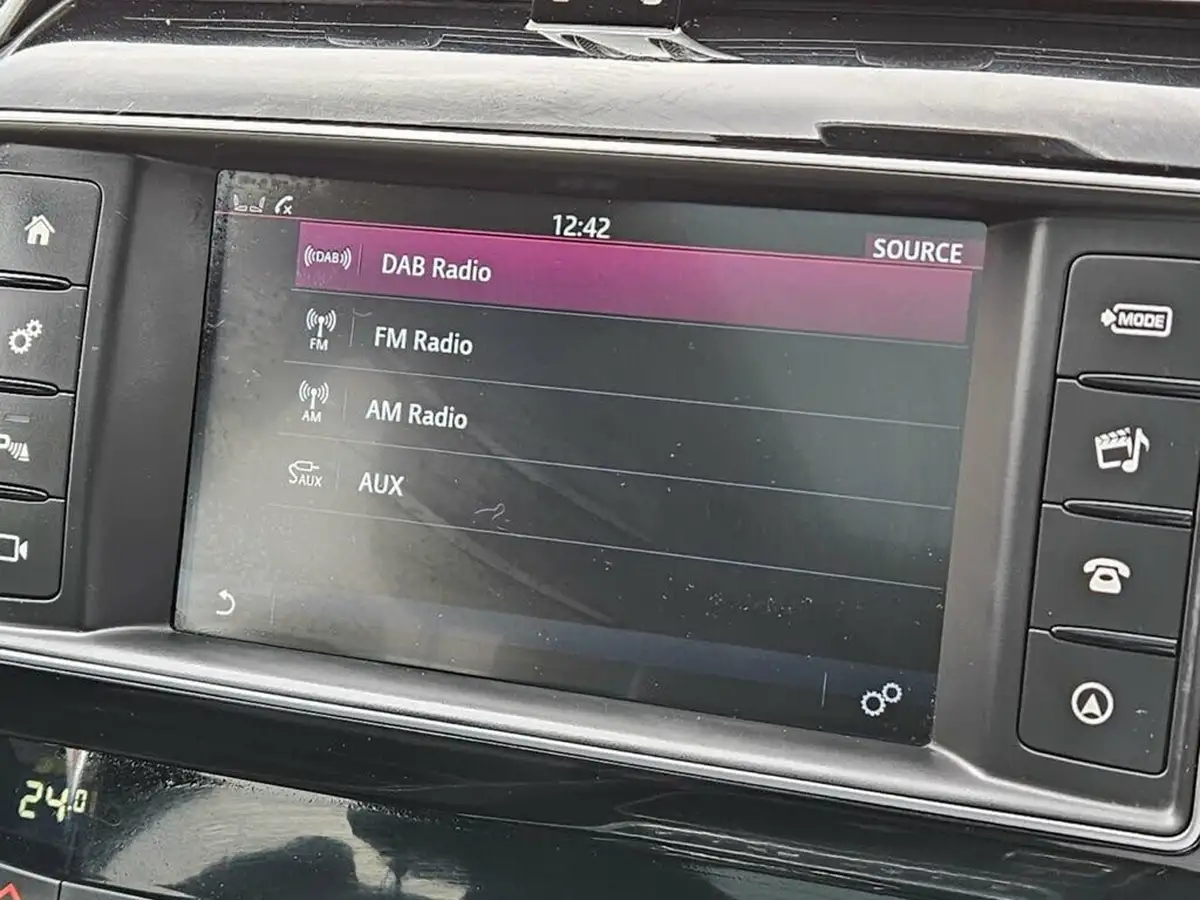 12:42
SOURCE
DAB
DAB Radio
FM
FM Radio
AM
AM Radio
AUX
AUX
MODE
P
24.0